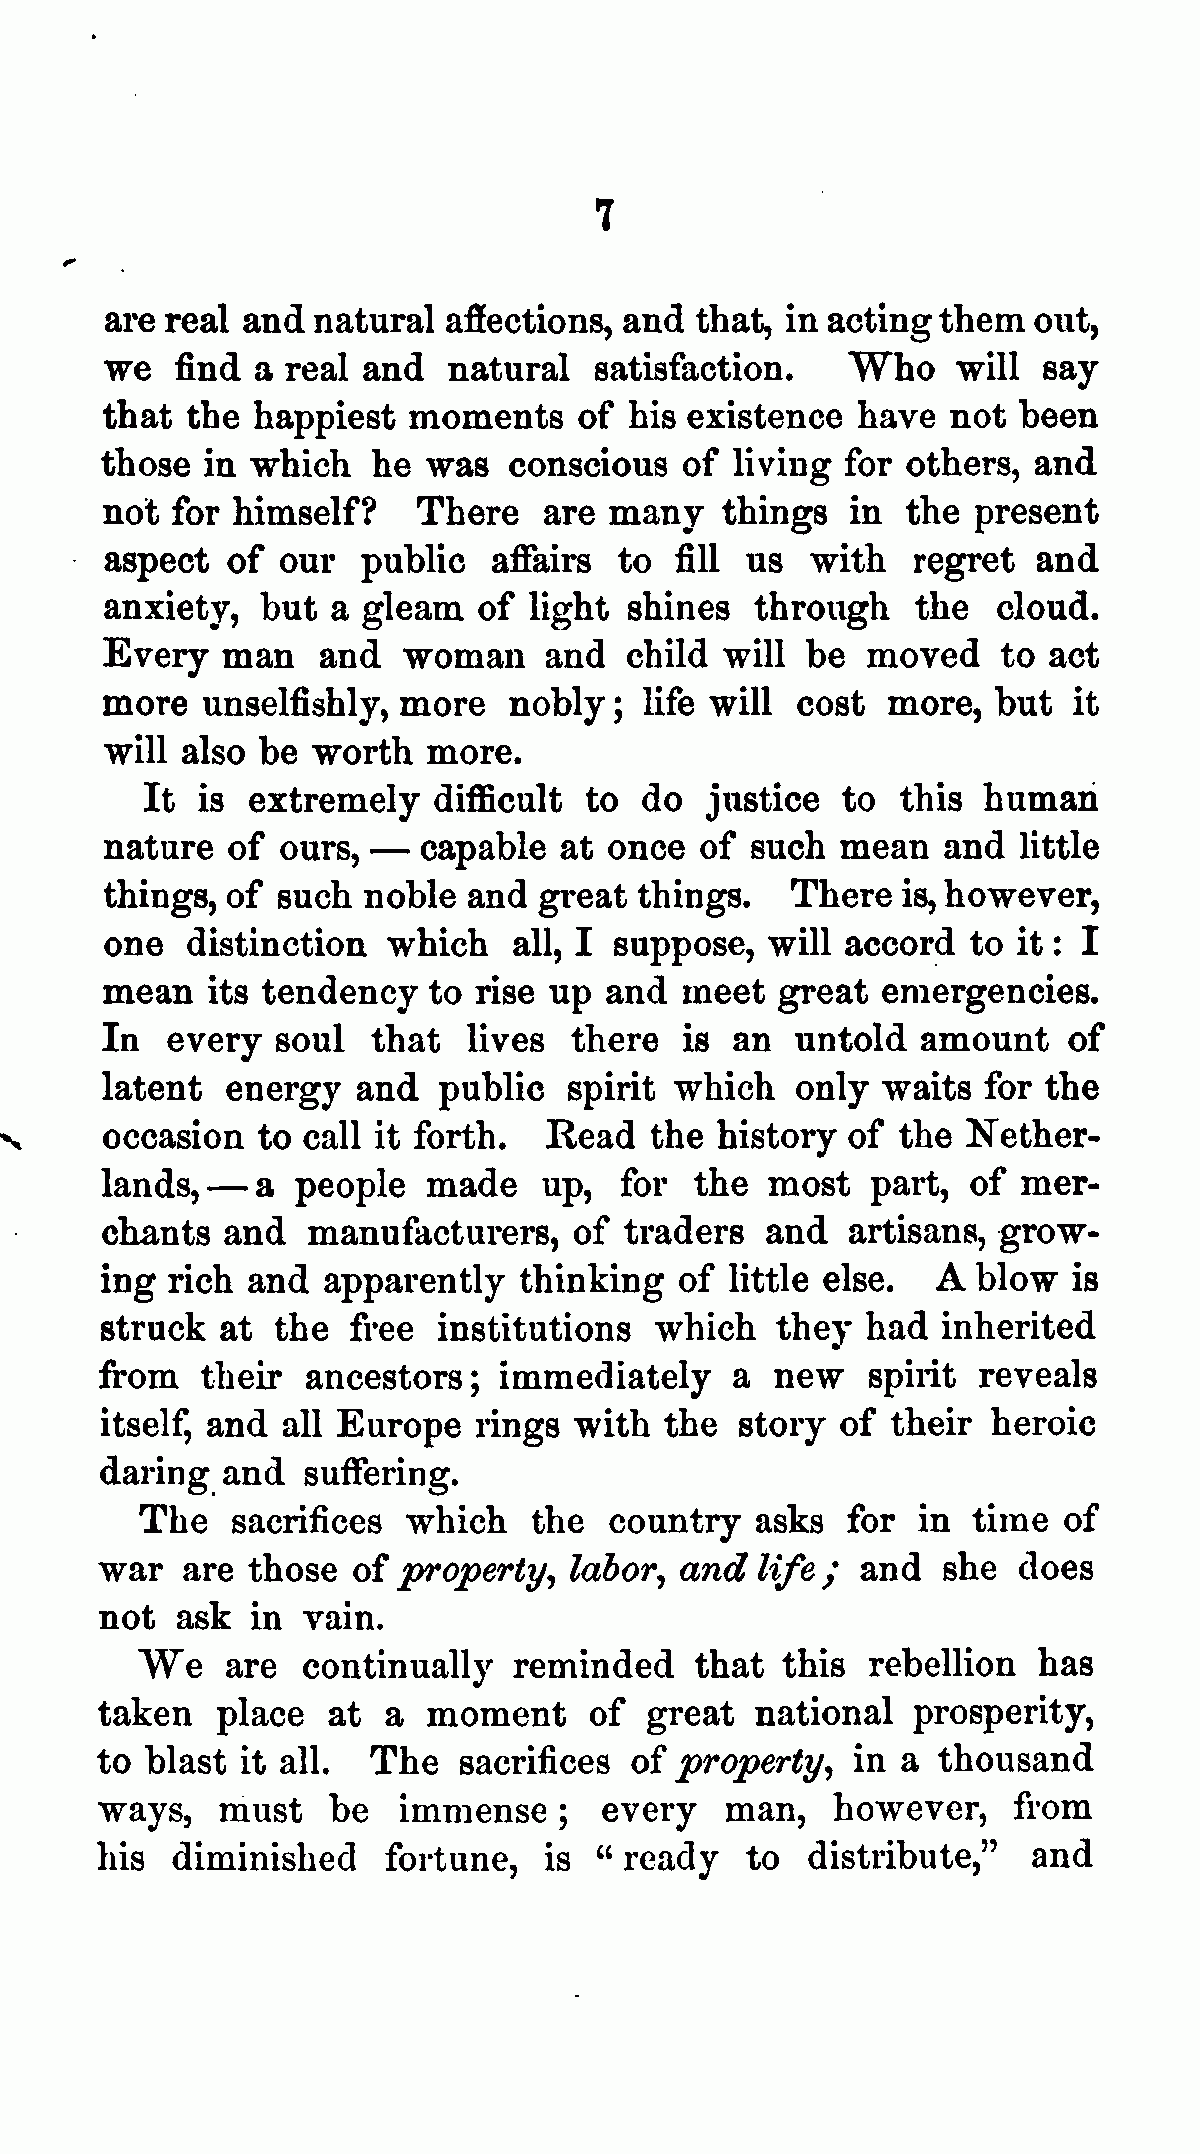 7
are real and natural affections, and that, in acting them out,
we find a real and natural satisfaction. Who will say
that the happiest moments of his existence have not been
those in which he was conscious of living for others, and
not for himself? There are many things in the present
aspect of our public affairs to fill us with regret and
anxiety, but a gleam of light shines through the cloud.
Every man and woman and child will be moved to act
more unselfishly, more nobly; life will cost more, but it
will also be worth more.
It is extremely difficult to do justice to this human
nature of ours, — capable at once of such mean and little
things, of such noble and great things. There is, however,
one distinction which all, I suppose, will accord to it: I
mean its tendency to rise up and meet great emergencies.
In every soul that lives there is an untold amount of
latent energy and public spirit which only waits for the
occasion to call it forth. Read the history of the Nether-
lands, — a people made up, for the most part, of mer-
chants and manufacturers, of traders and artisans, grow-
ing rich and apparently thinking of little else. A blow is
struck at the free institutions which they had inherited
from their ancestors; immediately a new spirit reveals
itself, and all Europe rings with the story of their heroic
daring and suffering.
The sacrifices which the country asks for in time of
war are those of property, labor, and life; and she does
not ask in vain.
We are continually reminded that this rebellion has
taken place at a moment of great national prosperity,
to blast it all. The sacrifices of property, in a thousand
ways, must be immense; every man, however, from
his diminished fortune, is "ready to distribute," and